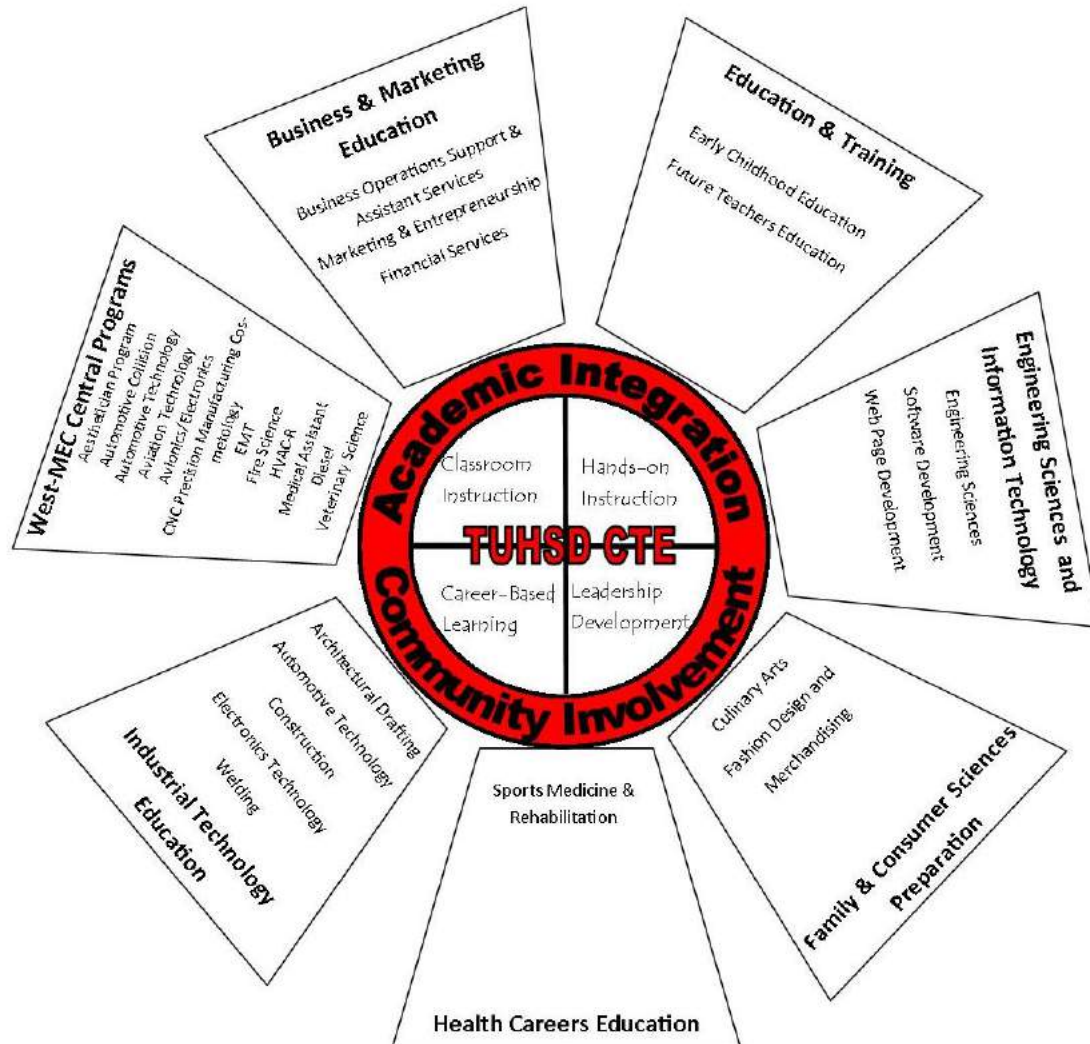 Business & Marketing
Education
Business Operations Support &
Assistant Services
Marketing & Entrepreneurship
Financial Services
Education & Training
Early Childhood Education
Future Teachers Education
Engineering Sciences and
Information Technology
Engineering Sciences
Software Development
Web Page Development
Family & Consumer Sciences
Preparation
Culinary Arts
Fashion Design and
Merchandising
Health Careers Education
Sports Medicine &
Rehabilitation
Industrial Technology
Education
Architectural Drafting
Automotive Technology
Construction
Electronics Technology
Welding
West-MEC Central Programs
Aesthetician Program
Automotive Collision
Automotive Technology
Aviation Technology
Avionics/Electronics
CNC Precision Manufacturing Cos-
metology
EMT
Fire Science
HVAC-R
Medical Assistant
Diesel
Veterinary Science
Academic Integration
Classroom
Instruction
Hands-on
Instruction
TUHSD CTE
Career-Based
Learning
Leadership
Development
Community Involvement